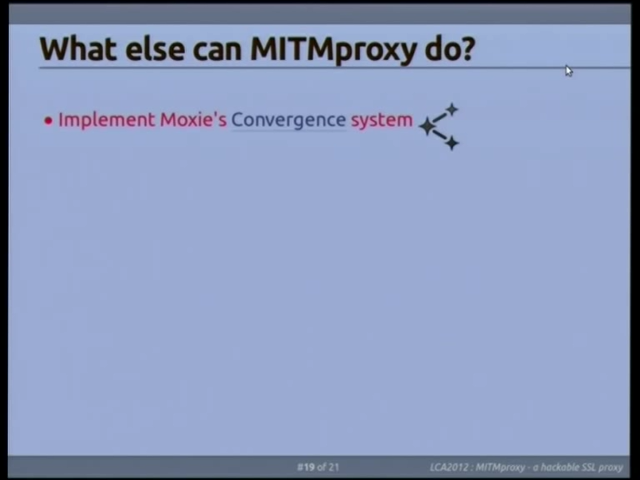 What else can MITMproxy do?
• Implement Moxie's Convergence system
#19 of 21
LCA2012 : MITMproxy - a hackable SSL proxy